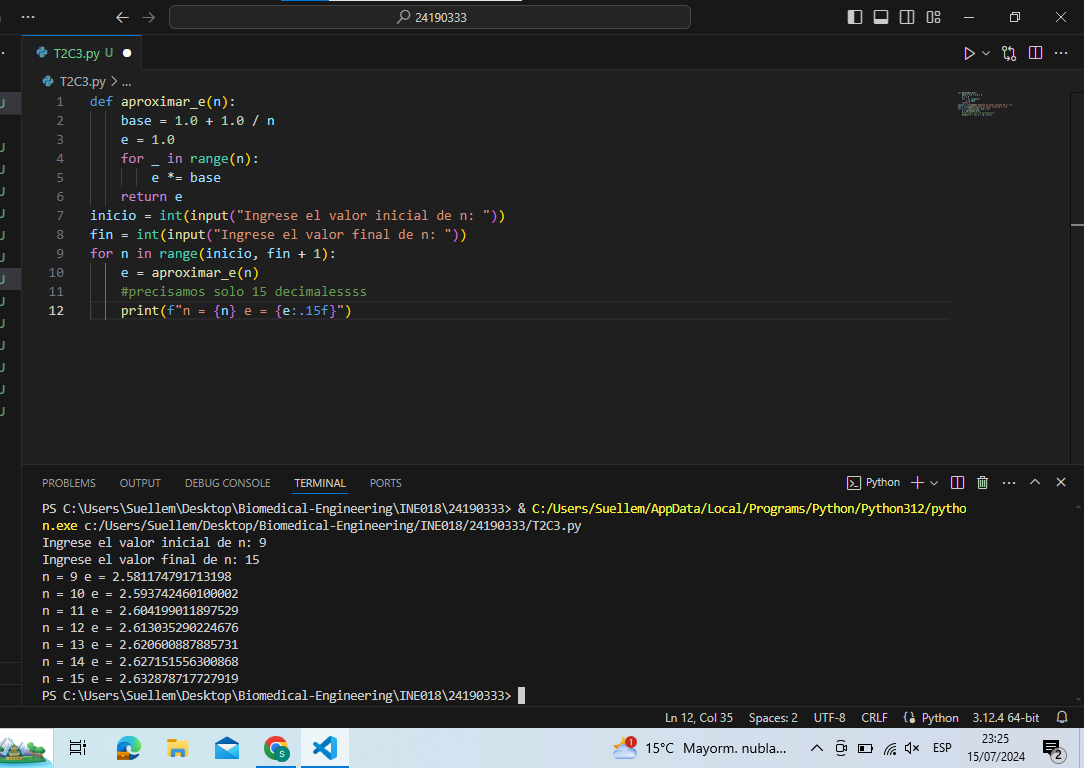 24190333
T2C3.py U
T2C3.py > ...
1 def aproximar_e(n):
2 base = 1.0 + 1.0 / n
3 e = 1.0
4 for _ in range(n):
5 e *= base
6 return e
7 inicio = int(input("Ingrese el valor inicial de n: "))
8 fin = int(input("Ingrese el valor final de n: "))
9 for n in range(inicio, fin + 1):
10 e = aproximar_e(n)
11 #precisamos solo 15 decimalessss
12 print(f"n = {n} e = {e:.15f}")
PROBLEMS OUTPUT DEBUG CONSOLE TERMINAL PORTS Python
PS C:\Users\Suellem\Desktop\Biomedical-Engineering\INE018\24190333> & C:/Users/Suellem/AppData/Local/Programs/Python/Python312/pytho
n.exe c:/Users/Suellem/Desktop/Biomedical-Engineering/INE018/24190333/T2C3.py
Ingrese el valor inicial de n: 9
Ingrese el valor final de n: 15
n = 9 e = 2.581174791713198
n = 10 e = 2.593742460100002
n = 11 e = 2.604199011897529
n = 12 e = 2.613035290224676
n = 13 e = 2.620600887885731
n = 14 e = 2.627151556300868
n = 15 e = 2.632878717727919
PS C:\Users\Suellem\Desktop\Biomedical-Engineering\INE018\24190333>
Ln 12, Col 35 Spaces: 2 UTF-8 CRLF Python 3.12.4 64-bit
1 15°C Mayorm. nubla... ESP 23:25
15/07/2024 2